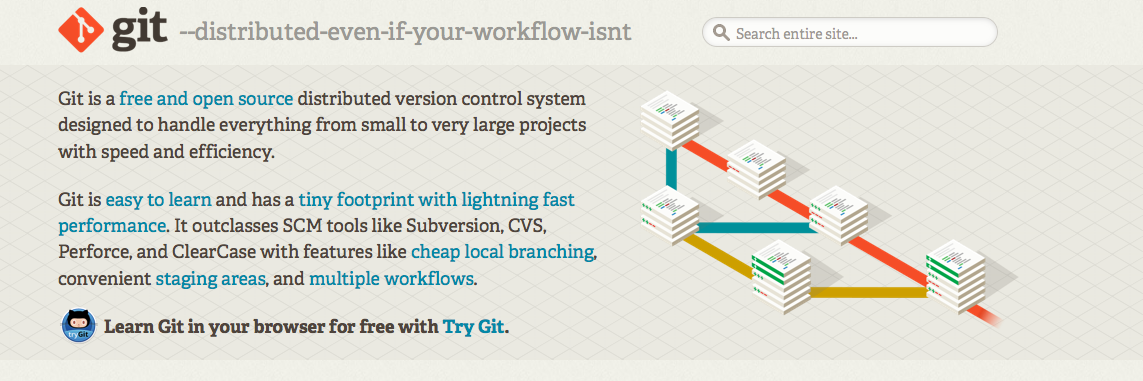 git --distributed-even-if-your-workflow-isnt
Search entire site...
Git is a free and open source distributed version control system
designed to handle everything from small to very large projects
with speed and efficiency.
Git is easy to learn and has a tiny footprint with lightning fast
performance. It outclasses SCM tools like Subversion, CVS,
Perforce, and ClearCase with features like cheap local branching,
convenient staging areas, and multiple workflows.
tryGit
Learn Git in your browser for free with Try Git.